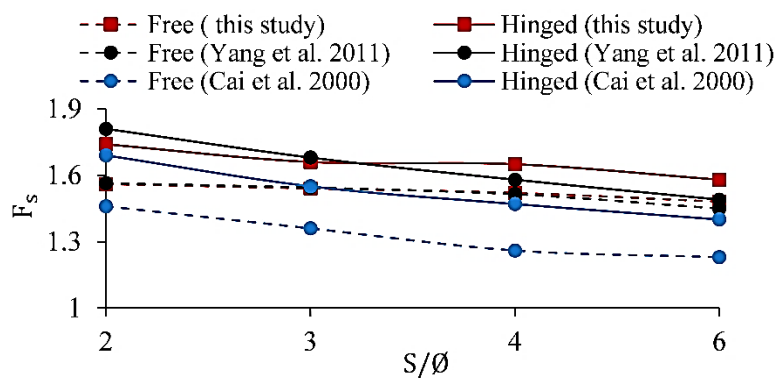 Free ( this study) Hinged (this study)
Free (Yang et al. 2011) Hinged (Yang et al. 2011)
Free (Cai et al. 2000) Hinged (Cai et al. 2000)
1.9
1.6
1.3
1
Fs
2 3 4 6
S/Ø